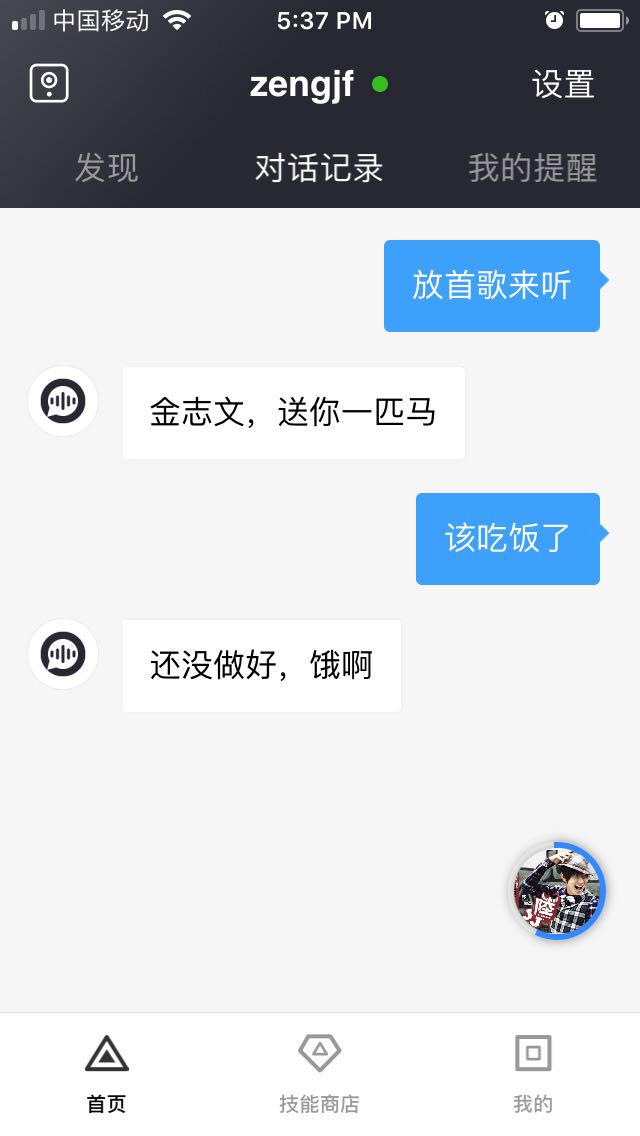 中国移动 5:37 PM
zengjf 设置
发现 对话记录 我的提醒
放首歌来听
金志文，送你一匹马
该吃饭了
还没做好，饿啊
陸
JJ
首页 技能商店 我的